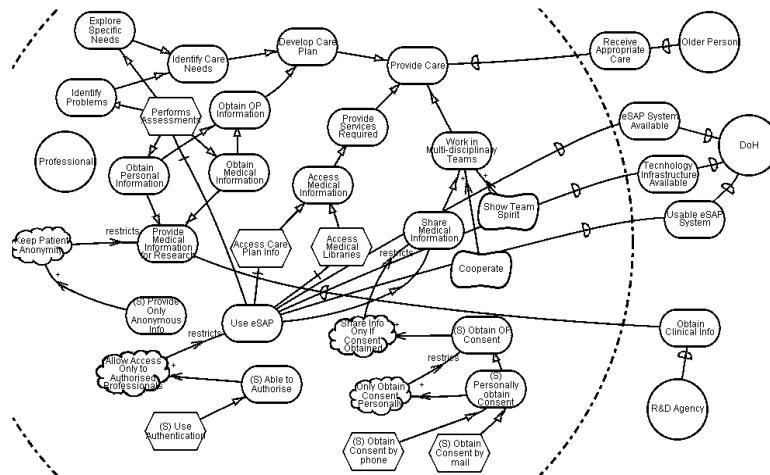 Explore
Specific Needs
Identify Care
Needs
Develop Care
Plan
Provide Care
Receive
Appropriate
Care
Older Person
Identify
Problems
Performs
Assessments
Obtain OP
Information
Provide
Services
Required
eSAP System
Available
DoH
Professional
Obtain
Personal
Information
Obtain
Medical
Information
Work in
Multi-disciplinary
Teams
Technhology
Infrastructure
Available
Access
Medical
Information
Show Team
Spirit
Usable eSAP
System
Keep Patient
Anonymity
restricts
Provide
Medical
Information
for Research
Access Care
Plan Info
Access
Medical
Libraries
Share
Medical
Information
restricts
Cooperate
(S) Provide
Only
Anonymous
Info
restricts
Use eSAP
Share Info
Only If
Consent
Obtained
(S) Obtain OP
Consent
Obtain
Clinical Info
Allow Access
Only to
Authorised
Professionals
(S) Able to
Authorise
restricts
Only Obtain
Consent
Personally
(S)
Personally
obtain
Consent
R&D Agency
(S) Use
Authentication
(S) Obtain
Consent by
phone
(S) Obtain
Consent by
mail